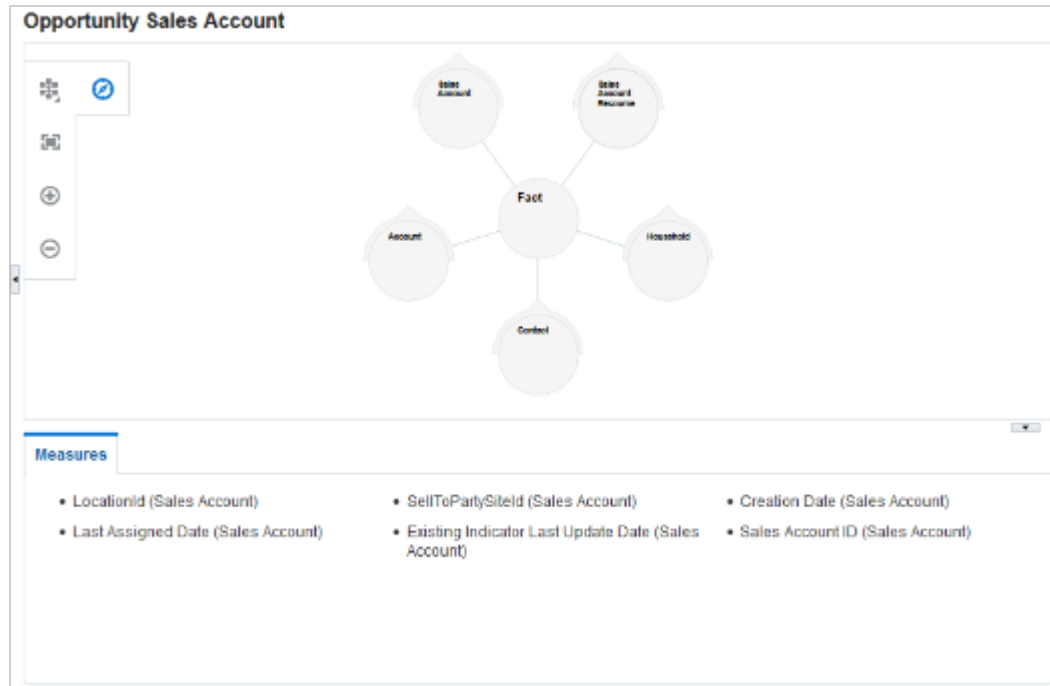 Opportunity Sales Account
Sales
Account
Sales
Account
Resource
Fact
Account
Household
Contact
Measures
• LocationId (Sales Account)
• SellToPartySiteId (Sales Account)
• Creation Date (Sales Account)
• Last Assigned Date (Sales Account)
• Existing Indicator Last Update Date (Sales
Account)
• Sales Account ID (Sales Account)